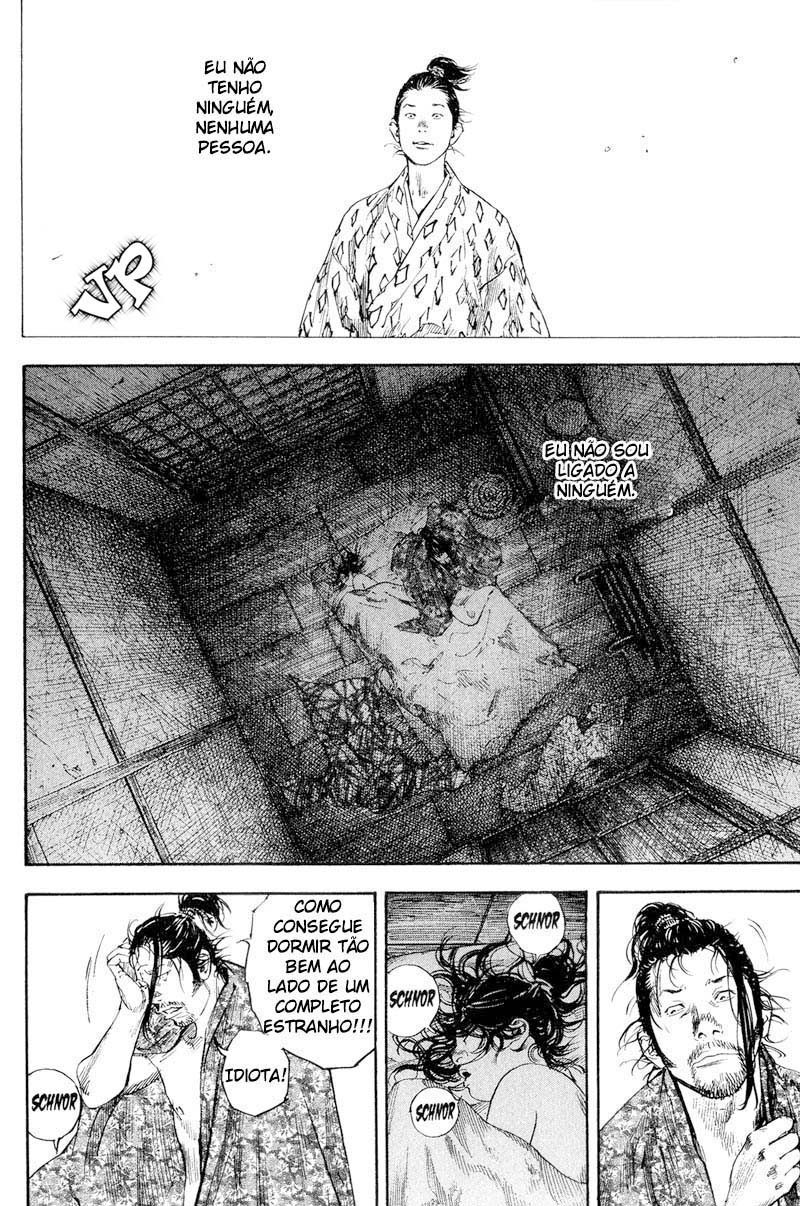 EU NÃO
TENHO
NINGUÉM,
NENHUMA
PESSOA.
VP
EU NÃO SOU
LIGADO A
NINGUÉM.
SCHNOR
SCHNOR
SCHNOR
COMO
CONSEGUE
DORMIR TÃO
BEM AO
LADO DE UM
COMPLETO
ESTRANHO!!!
IDIOTA!
SCHNOR